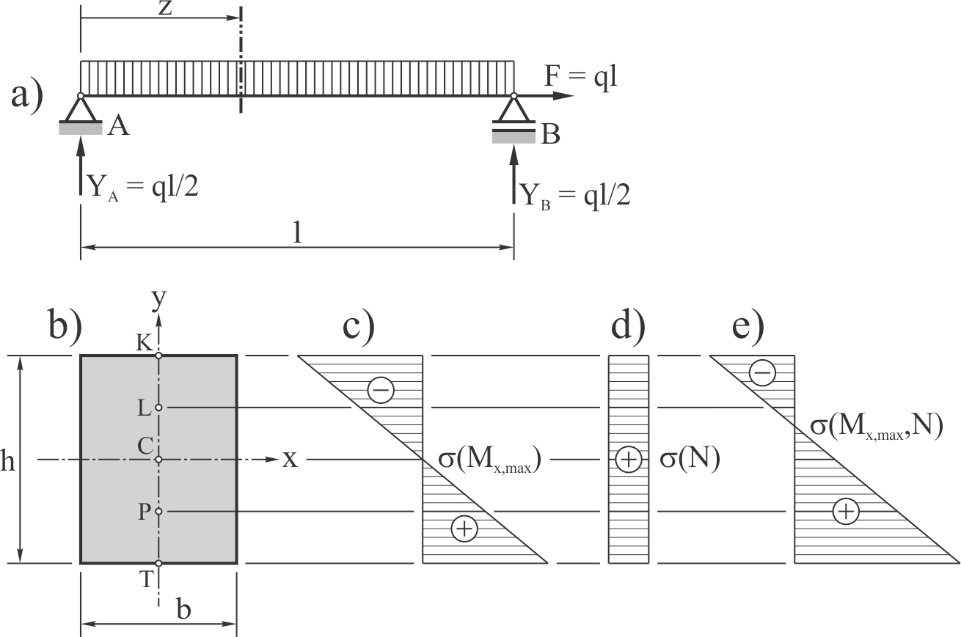 z
a)
F = ql
A
B
Y_A = ql/2
Y_B = ql/2
l
b)
y
c)
d)
e)
K
L
C
x
h
P
T
b
−
+
σ(M_x,max)
+
σ(N)
−
+
σ(M_x,max,N)